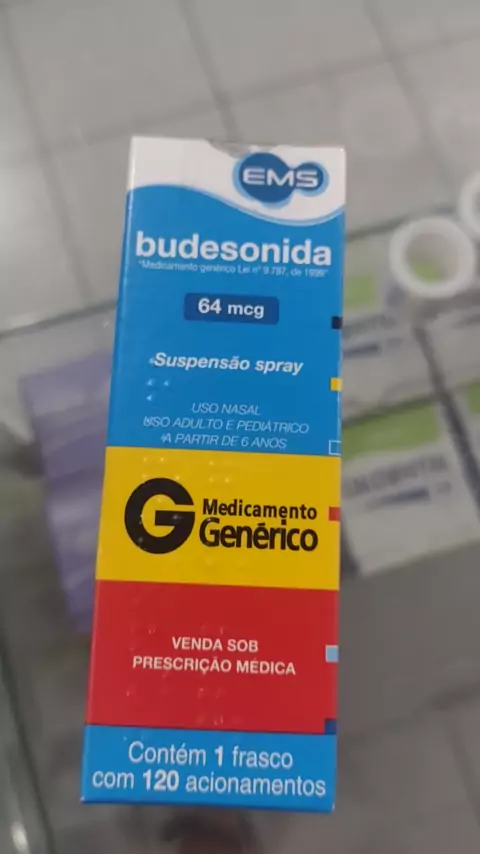 EMS
budesonida
"Medicamento genérico Lei nº 9.787, de 1999"
64 mcg
Suspensão spray
USO NASAL
USO ADULTO E PEDIÁTRICO
A PARTIR DE 6 ANOS
G Medicamento
Genérico
VENDA SOB
PRESCRIÇÃO MÉDICA
Contém 1 frasco
com 120 acionamentos